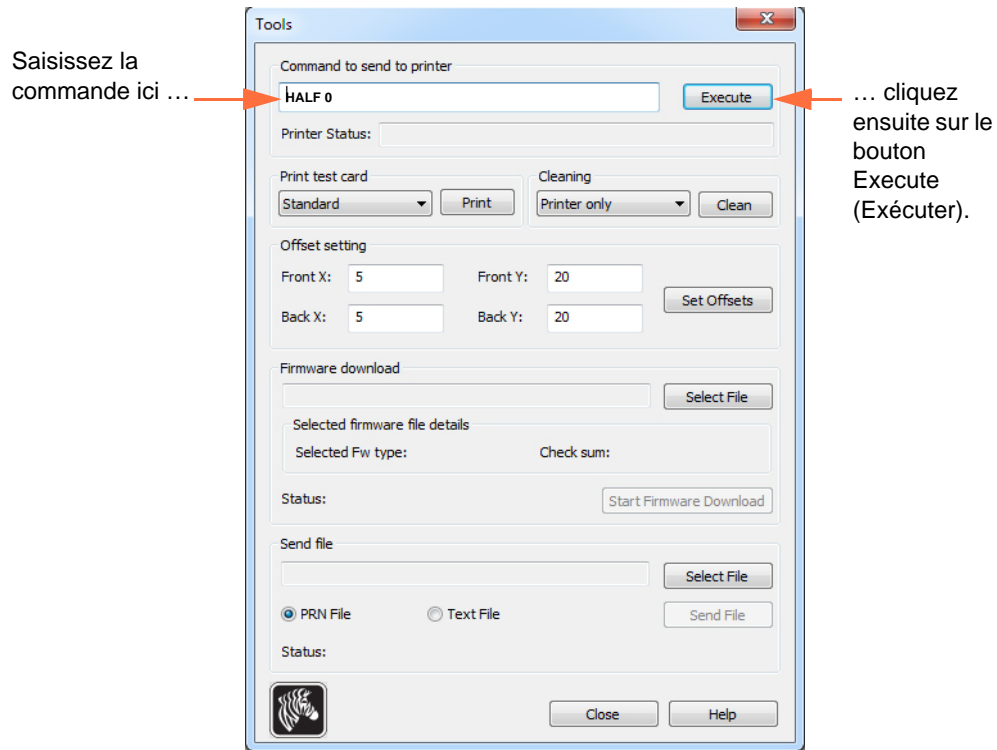 Tools
Saisissez la
commande ici …
Command to send to printer
HALF 0
Execute
… cliquez
ensuite sur le
bouton
Execute
(Exécuter).
Printer Status:
Print test card
Standard
Print
Cleaning
Printer only
Clean
Offset setting
Front X: 5
Front Y: 20
Back X: 5
Back Y: 20
Set Offsets
Firmware download
Select File
Selected firmware file details
Selected Fw type:
Check sum:
Status:
Start Firmware Download
Send file
Select File
PRN File
Text File
Send File
Status:
Close
Help